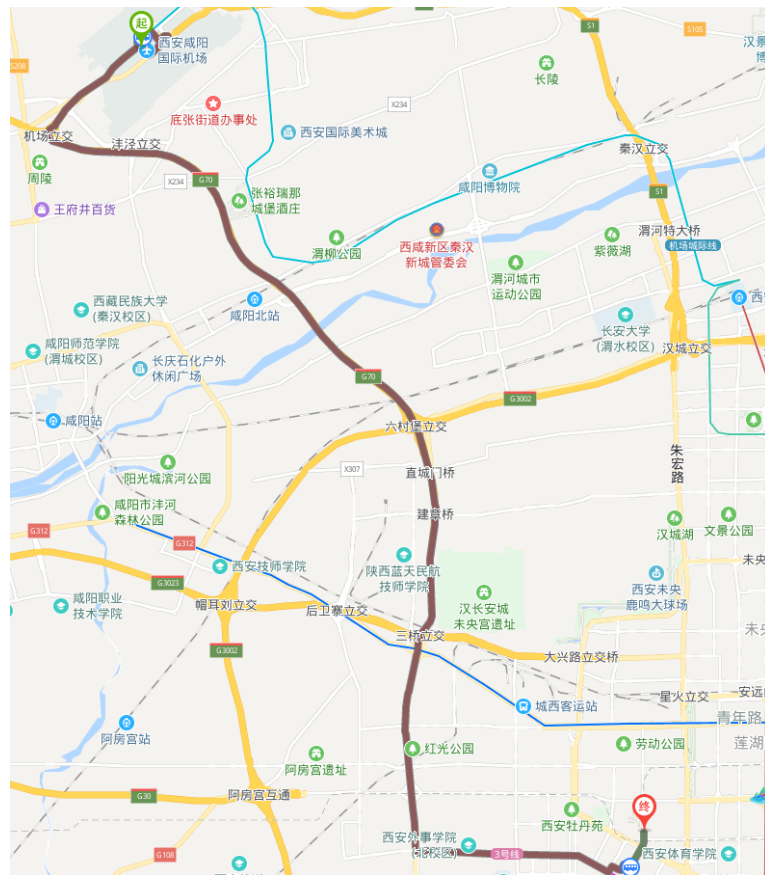 起
西安咸阳
国际机场
S1
S105
汉景
S208
长陵
X234
底张街道办事处
西安国际美术城
机场立交
沣泾立交
秦汉立交
周陵
X234
G70
咸阳博物院
S1
张裕瑞那
城堡酒庄
王府井百货
渭柳公园
西咸新区秦汉
新城管委会
紫薇湖
渭河特大桥
机场城际线
渭河城市
运动公园
西藏民族大学
(秦汉校区)
咸阳北站
长安大学
(渭水校区)
咸阳师范学院
(渭城校区)
长庆石化户外
休闲广场
汉城立交
G70
G3002
咸阳站
六村堡立交
朱宏路
阳光城滨河公园
X307
直城门桥
咸阳市沣河
森林公园
建章桥
汉城湖
文景公园
G312
G312
西安技师学院
陕西蓝天民航
技师学院
未央
G3023
咸阳职业
技术学院
帽耳刘立交
后卫寨立交
汉长安城
未央宫遗址
西安未央
鹿鸣大球场
三桥立交
未央
G3002
大兴路立交桥
星火立交
安远
城西客运站
青年路
阿房宫站
红光公园
劳动公园
莲湖
阿房宫遗址
G30
阿房宫互通
终
西安牡丹苑
西安外事学院
(北校区)
G108
3号线
西安体育学院